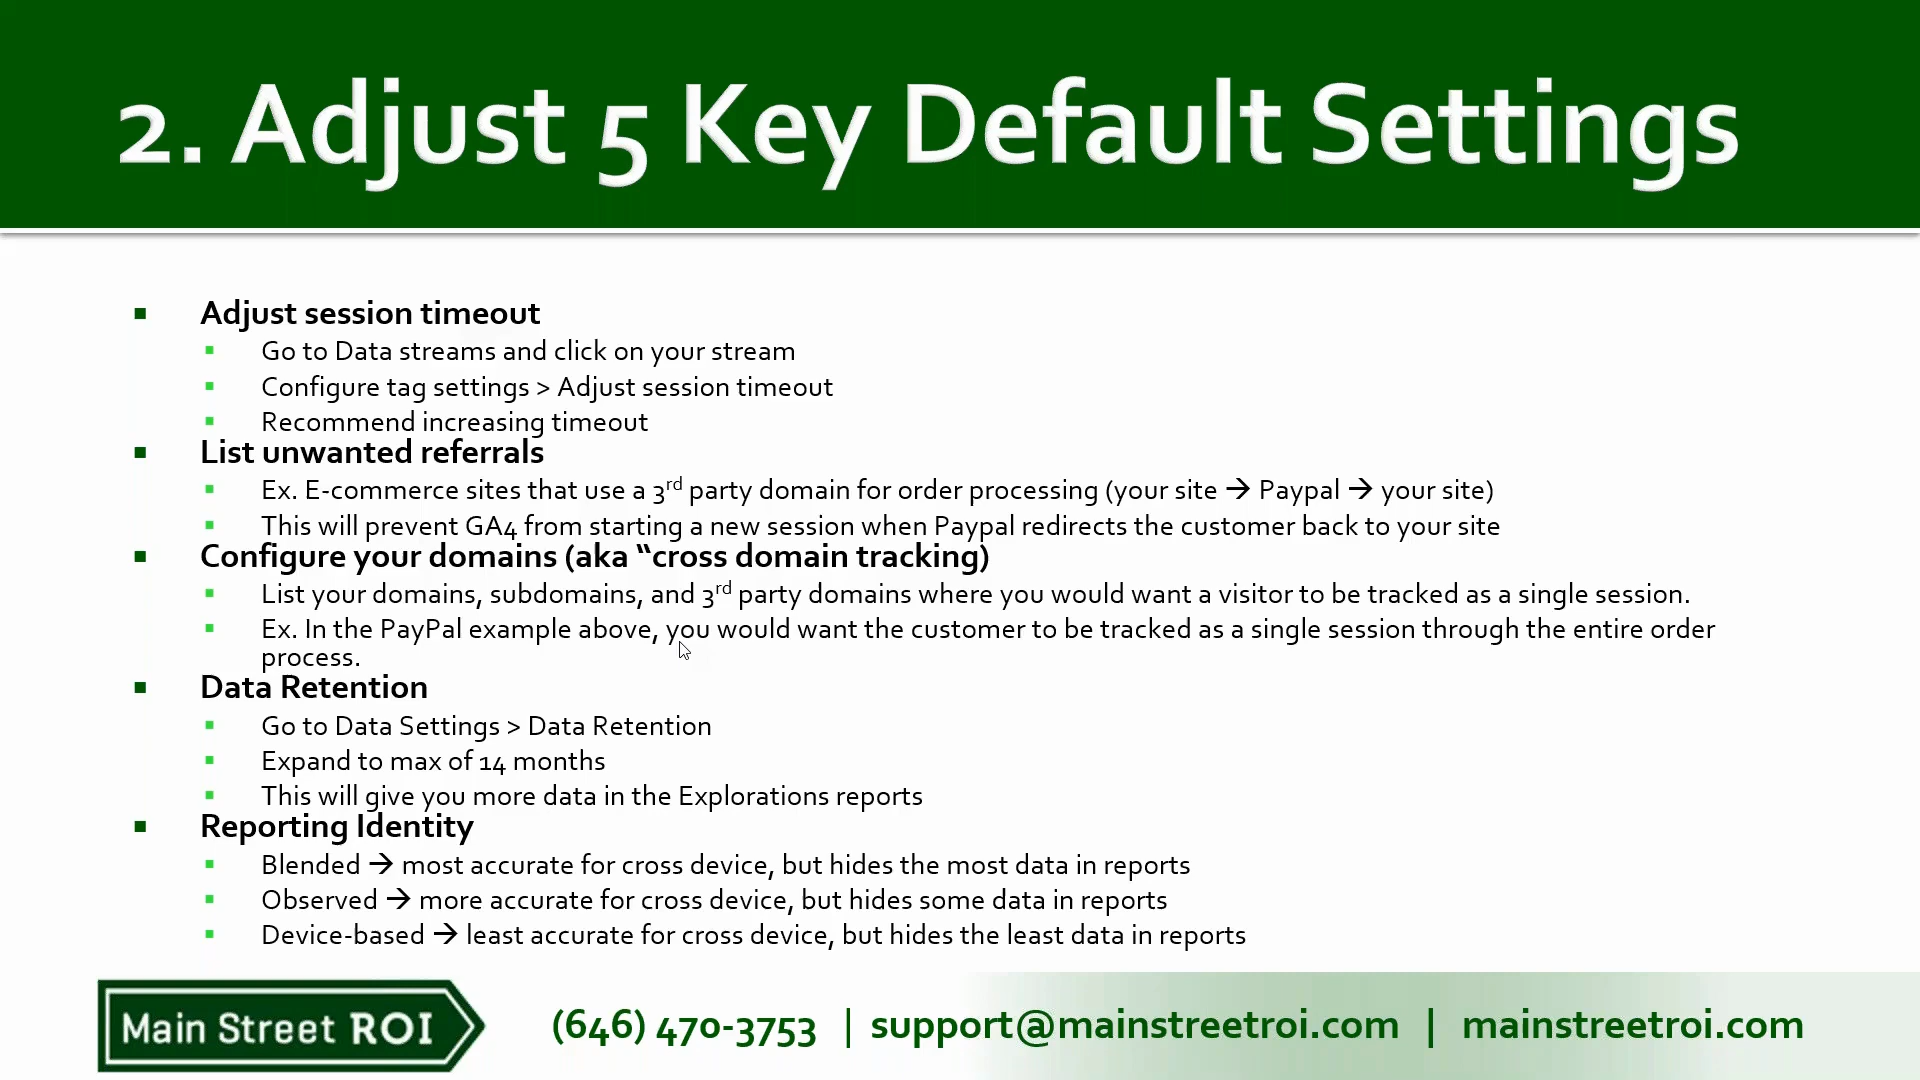 2. Adjust 5 Key Default Settings
▪ Adjust session timeout
▪ Go to Data streams and click on your stream
▪ Configure tag settings > Adjust session timeout
▪ Recommend increasing timeout
▪ List unwanted referrals
▪ Ex. E-commerce sites that use a 3rd party domain for order processing (your site → Paypal → your site)
▪ This will prevent GA4 from starting a new session when Paypal redirects the customer back to your site
▪ Configure your domains (aka “cross domain tracking)
▪ List your domains, subdomains, and 3rd party domains where you would want a visitor to be tracked as a single session.
▪ Ex. In the PayPal example above, you would want the customer to be tracked as a single session through the entire order
process.
▪ Data Retention
▪ Go to Data Settings > Data Retention
▪ Expand to max of 14 months
▪ This will give you more data in the Explorations reports
▪ Reporting Identity
▪ Blended → most accurate for cross device, but hides the most data in reports
▪ Observed → more accurate for cross device, but hides some data in reports
▪ Device-based → least accurate for cross device, but hides the least data in reports
Main Street ROI
(646) 470-3753 | support@mainstreetroi.com | mainstreetroi.com